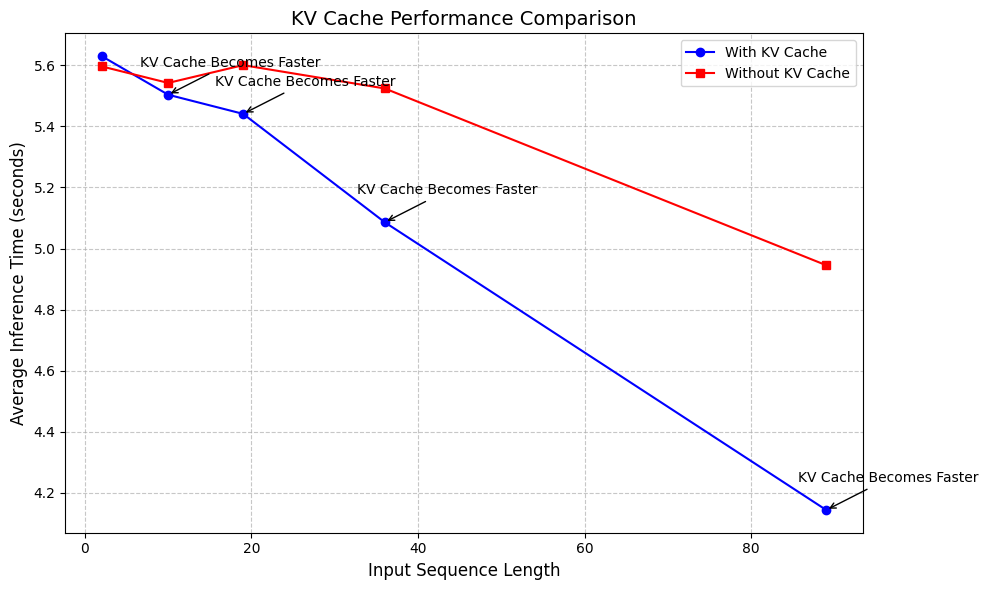 KV Cache Performance Comparison
With KV Cache
Without KV Cache
KV Cache Becomes Faster
KV Cache Becomes Faster
KV Cache Becomes Faster
KV Cache Becomes Faster
Average Inference Time (seconds)
5.6
5.4
5.2
5.0
4.8
4.6
4.4
4.2
0 20 40 60 80
Input Sequence Length